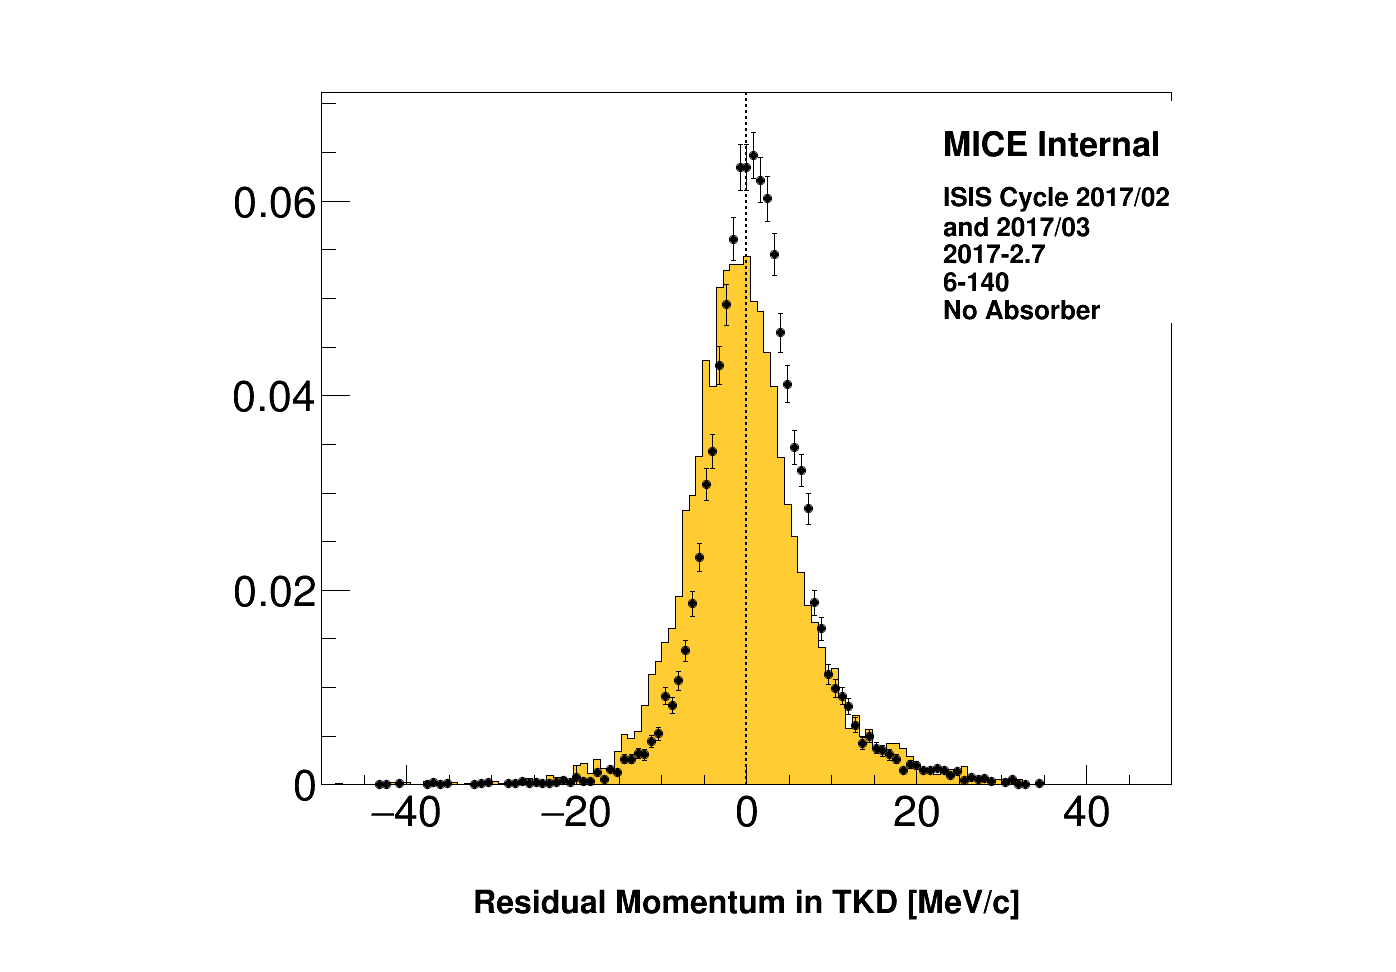 MICE Internal
ISIS Cycle 2017/02
and 2017/03
2017-2.7
6-140
No Absorber
0.06
0.04
0.02
0
−40 −20 0 20 40
Residual Momentum in TKD [MeV/c]